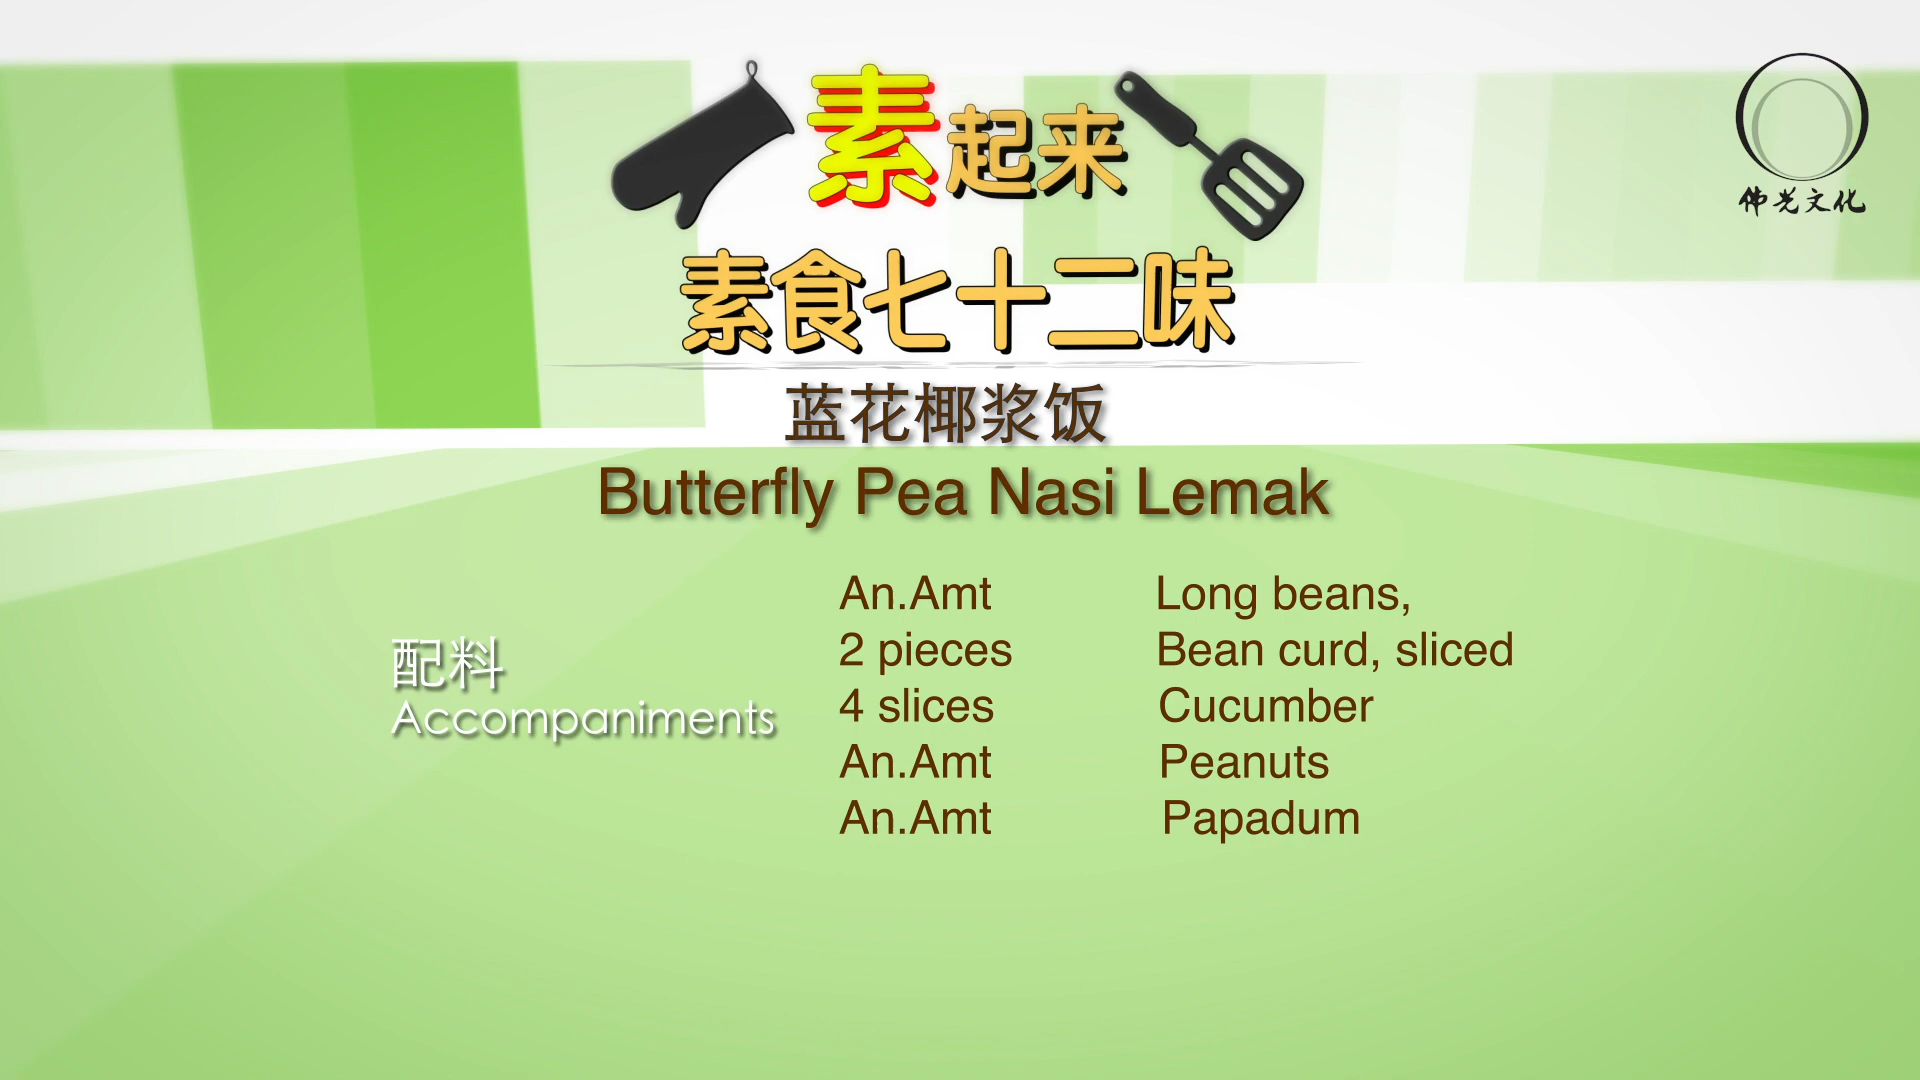 素起来
佛光文化
素食七十二味
蓝花椰浆饭
Butterfly Pea Nasi Lemak
配料
Accompaniments
An.Amt Long beans,
2 pieces Bean curd, sliced
4 slices Cucumber
An.Amt Peanuts
An.Amt Papadum